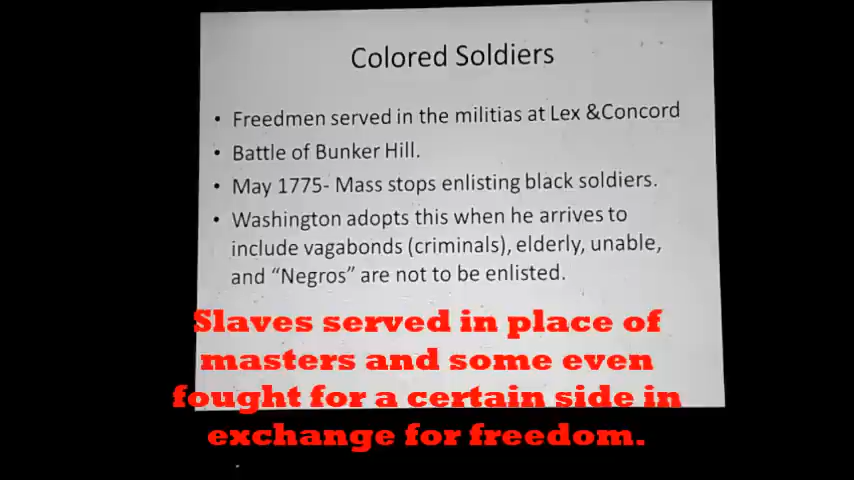 Colored Soldiers
• Freedmen served in the militias at Lex &Concord
• Battle of Bunker Hill.
• May 1775- Mass stops enlisting black soldiers.
• Washington adopts this when he arrives to
include vagabonds (criminals), elderly, unable,
and “Negros” are not to be enlisted.
Slaves served in place of
masters and some even
fought for a certain side in
exchange for freedom.